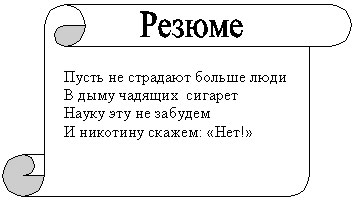 Резюме
Пусть не страдают больше люди
В дыму чадящих сигарет
Науку эту не забудем
И никотину скажем: «Нет!»